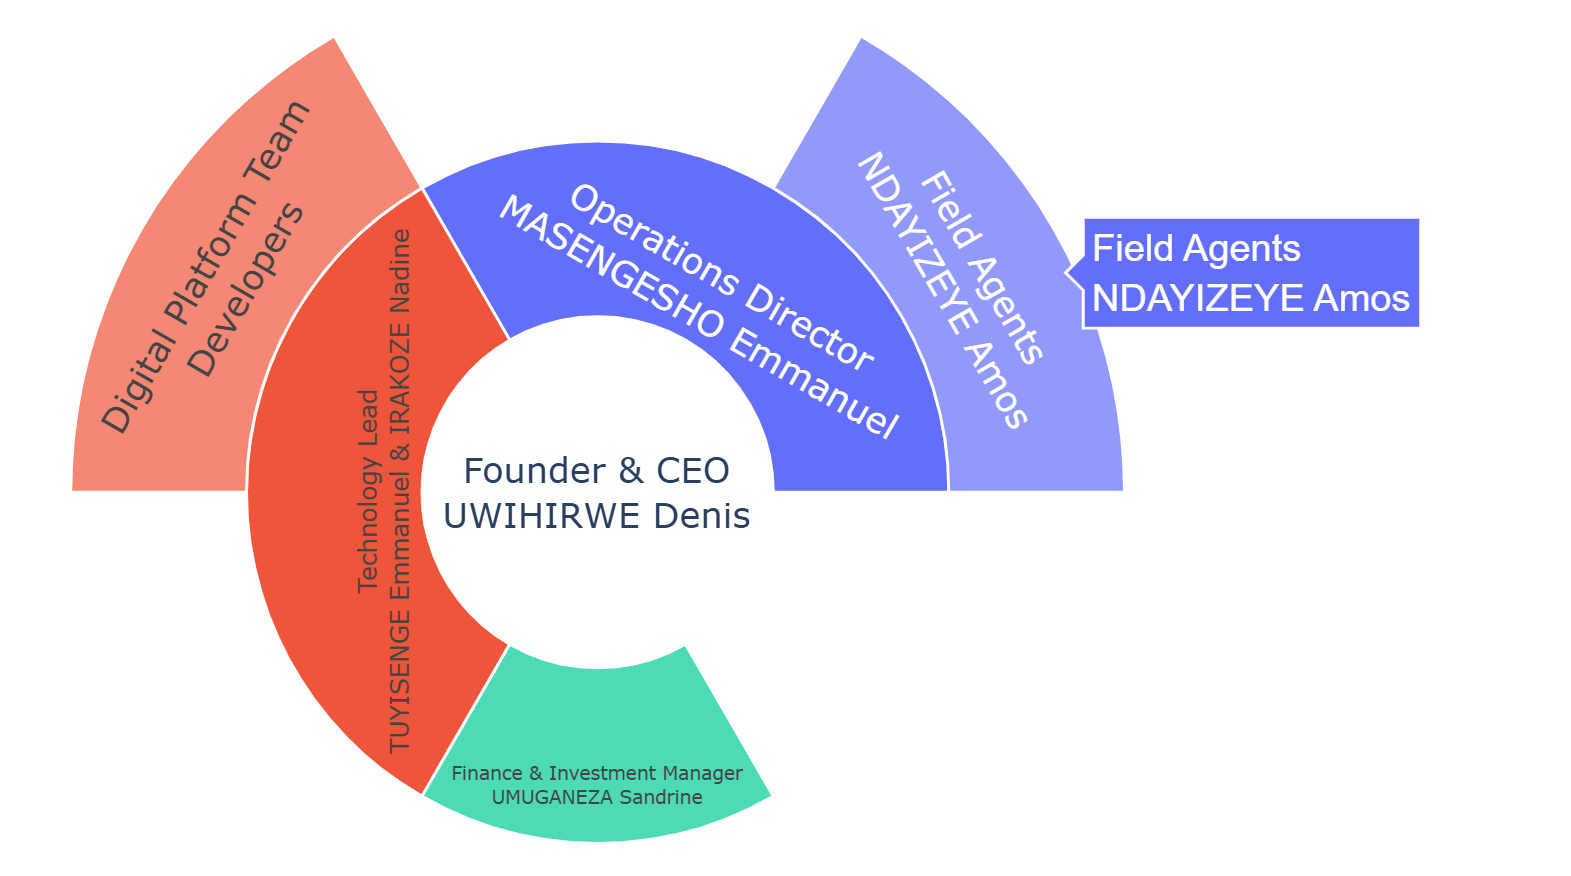 Digital Platform Team
Developers
Technology Lead
TUYISENGE Emmanuel & IRAKOZE Nadine
Operations Director
MASENGESHO Emmanuel
Field Agents
NDAYIZEYE Amos
Field Agents
NDAYIZEYE Amos
Founder & CEO
UWIHIRWE Denis
Finance & Investment Manager
UMUGANEZA Sandrine